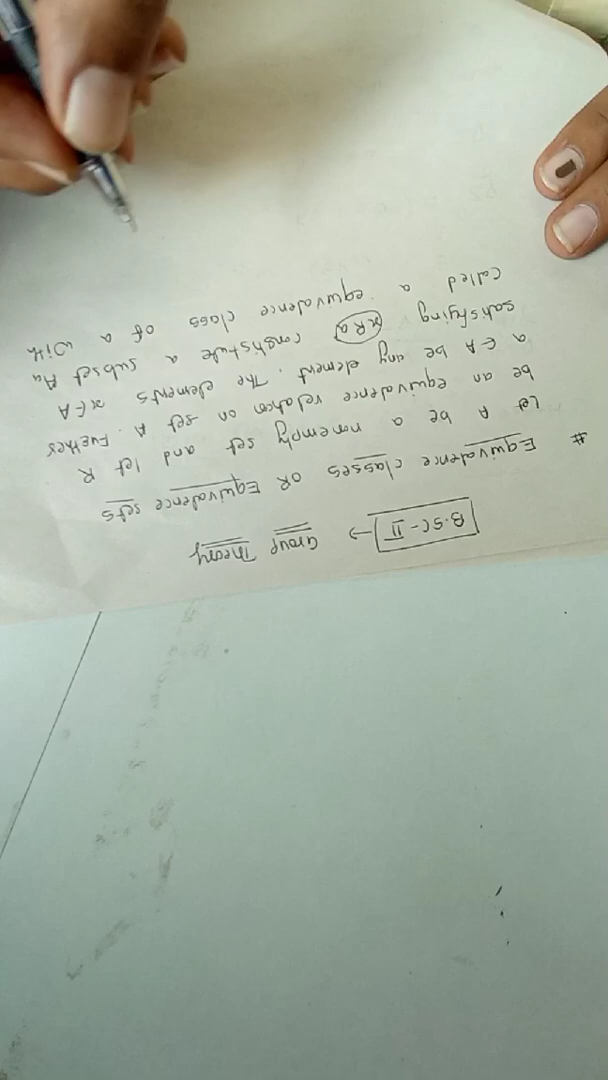 B.SC-II → Group Theory
# Equivalence classes OR Equivalence sets
Let A be a nonempty set and let R
be an equivalence relation on set A. Further
a ∈ A be any element. The elements x ∈ A
satisfying xRa constitute a subset Aa
called a equivalence class of a with